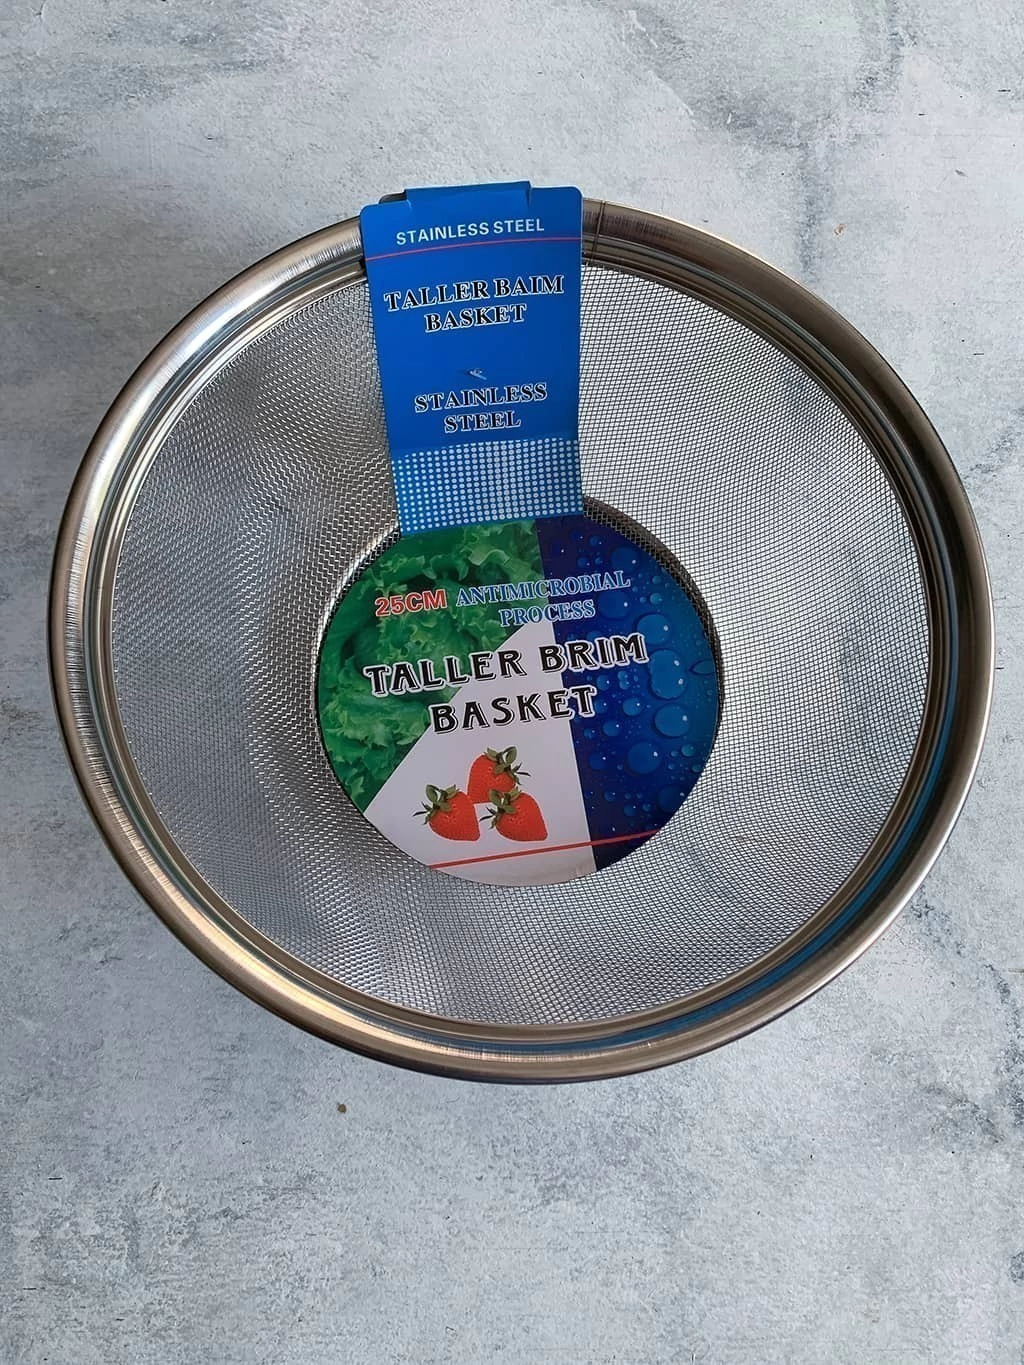 STAINLESS STEEL
TALLER BAIM
BASKET
STAINLESS
STEEL
25CM ANTIMICROBIAL
PROCESS
TALLER BRIM
BASKET